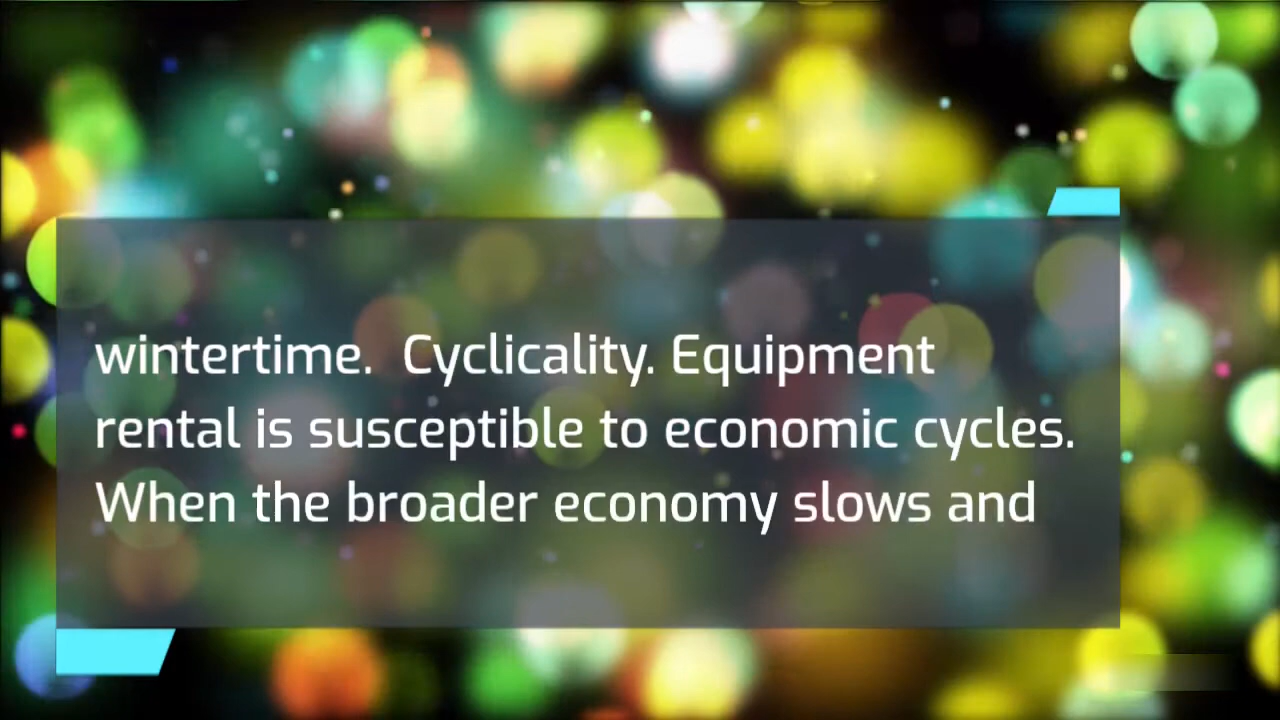 wintertime.  Cyclicality. Equipment
rental is susceptible to economic cycles.
When the broader economy slows and